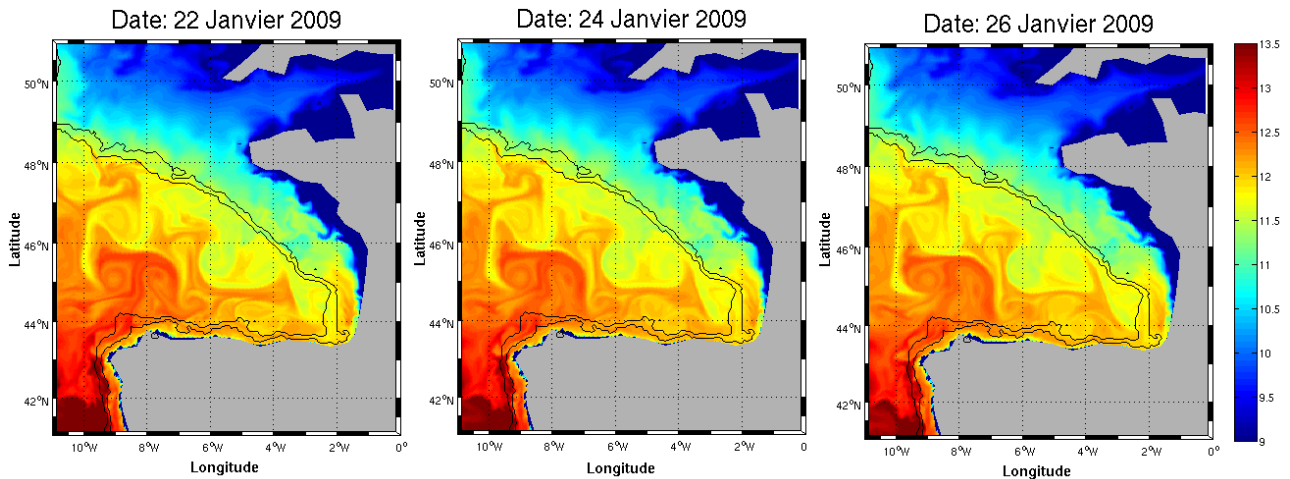 Date: 22 Janvier 2009
Date: 24 Janvier 2009
Date: 26 Janvier 2009
50°N
48°N
46°N
44°N
42°N
Latitude
10°W 8°W 6°W 4°W 2°W 0°
Longitude
50°N
48°N
46°N
44°N
42°N
Latitude
10°W 8°W 6°W 4°W 2°W 0°
Longitude
50°N
48°N
46°N
44°N
42°N
Latitude
10°W 8°W 6°W 4°W 2°W 0°
Longitude
13.5
13
12.5
12
11.5
11
10.5
10
9.5
9